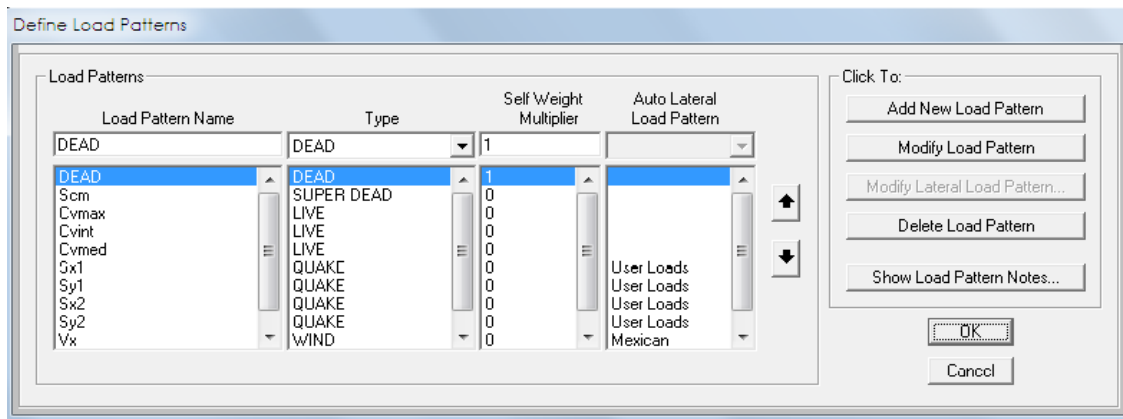 Define Load Patterns
Load Patterns
Load Pattern Name Type Self Weight Multiplier Auto Lateral Load Pattern
DEAD DEAD 1
DEAD DEAD 1
Scm SUPER DEAD 0
Cvmax LIVE 0
Cvint LIVE 0
Cvmed LIVE 0
Sx1 QUAKE 0 User Loads
Sy1 QUAKE 0 User Loads
Sx2 QUAKE 0 User Loads
Sy2 QUAKE 0 User Loads
Vx WIND 0 Mexican
Click To:
Add New Load Pattern
Modify Load Pattern
Modify Lateral Load Pattern...
Delete Load Pattern
Show Load Pattern Notes...
OK
Cancel